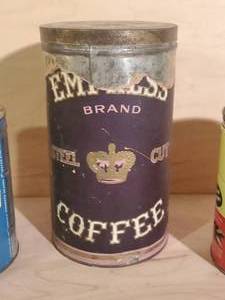 EMPRESS
BRAND
STEEL CUT
COFFEE